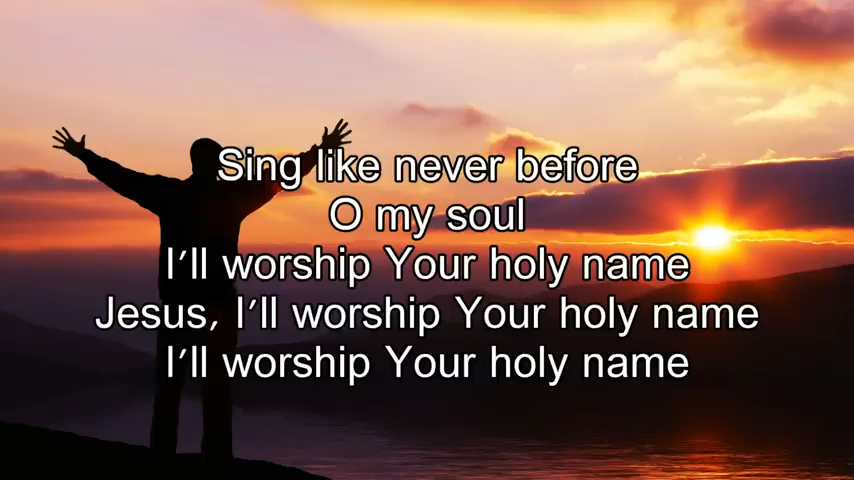 Sing like never before
O my soul
I’ll worship Your holy name
Jesus, I’ll worship Your holy name
I’ll worship Your holy name